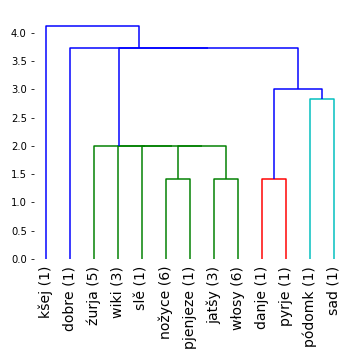 4.0
3.5
3.0
2.5
2.0
1.5
1.0
0.5
0.0
kšej (1)
dobre (1)
źurja (5)
wiki (3)
slě (1)
nožyce (6)
pjenjeze (1)
jatšy (3)
włosy (6)
danje (1)
pyrje (1)
pódomk (1)
sad (1)